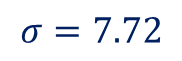 σ = 7.72